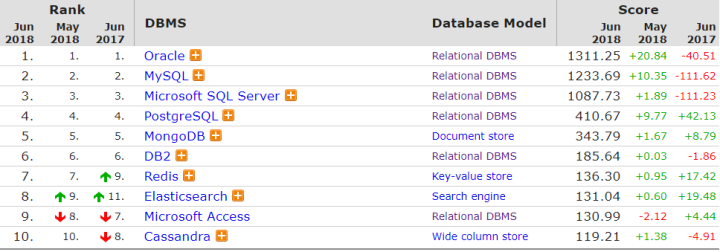 Rank DBMS Database Model Score
Jun 2018 May 2018 Jun 2017 Jun 2018 May 2018 Jun 2017
1. 1. 1. Oracle Relational DBMS 1311.25 +20.84 -40.51
2. 2. 2. MySQL Relational DBMS 1233.69 +10.35 -111.62
3. 3. 3. Microsoft SQL Server Relational DBMS 1087.73 +1.89 -111.23
4. 4. 4. PostgreSQL Relational DBMS 410.67 +9.77 +42.13
5. 5. 5. MongoDB Document store 343.79 +1.67 +8.79
6. 6. 6. DB2 Relational DBMS 185.64 +0.03 -1.86
7. 7. 9. Redis Key-value store 136.30 +0.95 +17.42
8. 9. 11. Elasticsearch Search engine 131.04 +0.60 +19.48
9. 8. 7. Microsoft Access Relational DBMS 130.99 -2.12 +4.44
10. 10. 8. Cassandra Wide column store 119.21 +1.38 -4.91